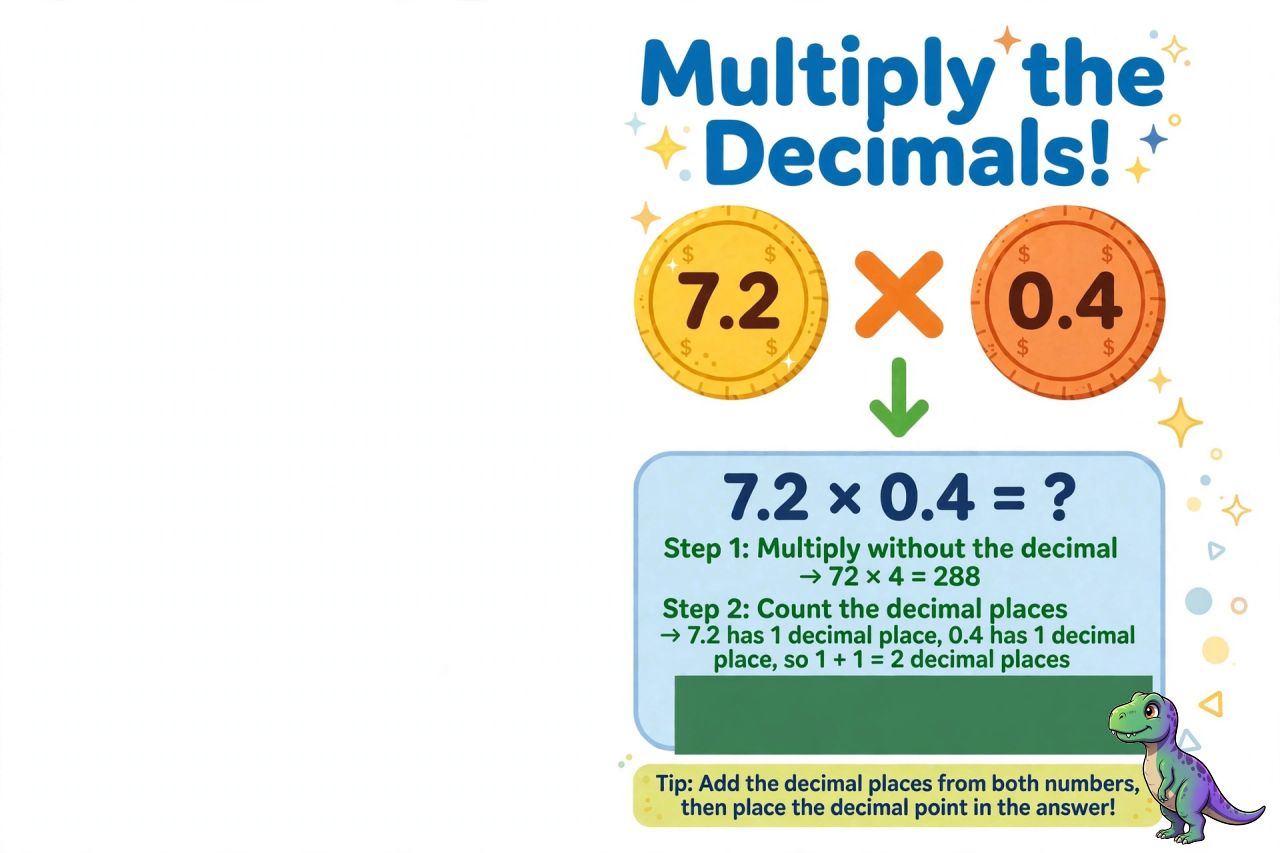 Multiply the
Decimals!
$ $
7.2
$ $
×
$ $
0.4
$ $
7.2 × 0.4 = ?
Step 1: Multiply without the decimal
→ 72 × 4 = 288
Step 2: Count the decimal places
→ 7.2 has 1 decimal place, 0.4 has 1 decimal
place, so 1 + 1 = 2 decimal places
Tip: Add the decimal places from both numbers,
then place the decimal point in the answer!